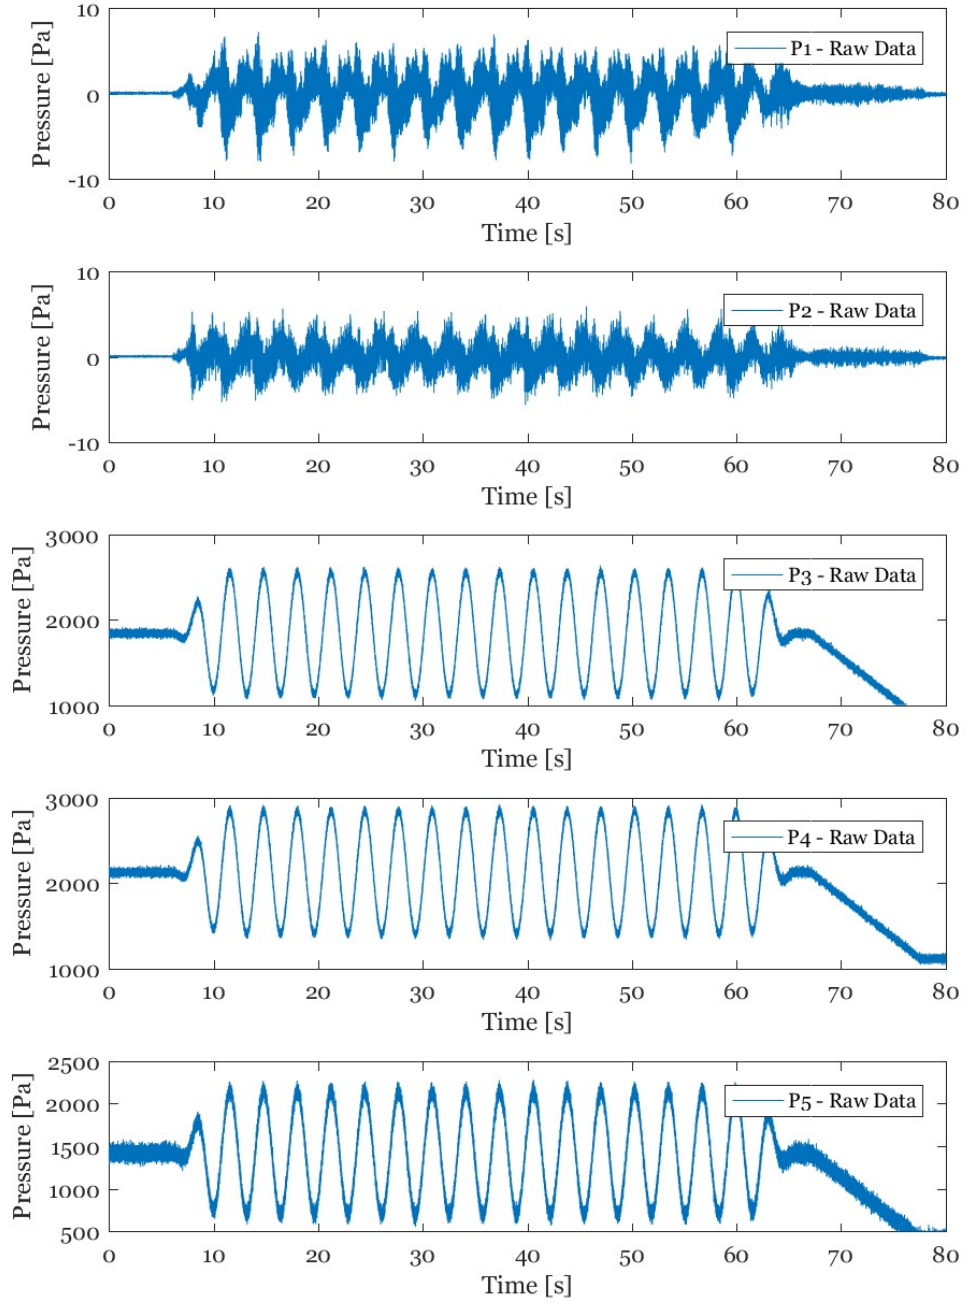 10
P1 - Raw Data
Pressure [Pa]
0
-10
0 10 20 30 40 50 60 70 80
Time [s]
10
P2 - Raw Data
Pressure [Pa]
0
-10
0 10 20 30 40 50 60 70 80
Time [s]
3000
P3 - Raw Data
Pressure [Pa]
2000
1000
0 10 20 30 40 50 60 70 80
Time [s]
3000
P4 - Raw Data
Pressure [Pa]
2000
1000
0 10 20 30 40 50 60 70 80
Time [s]
2500
P5 - Raw Data
2000
Pressure [Pa]
1500
1000
500
0 10 20 30 40 50 60 70 80
Time [s]